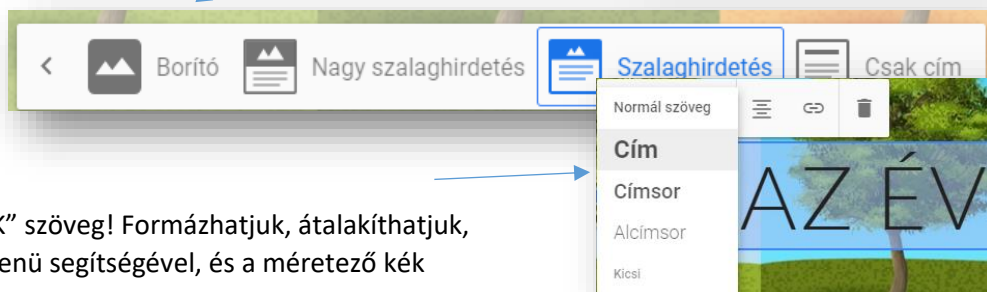 Borító Nagy szalaghirdetés Szalaghirdetés Csak cím
Normál szöveg
Cím
Címsor
Alcímsor
Kicsi
AZ ÉV
K” szöveg! Formázhatjuk, átalakíthatjuk,
enü segítségével, és a méretező kék